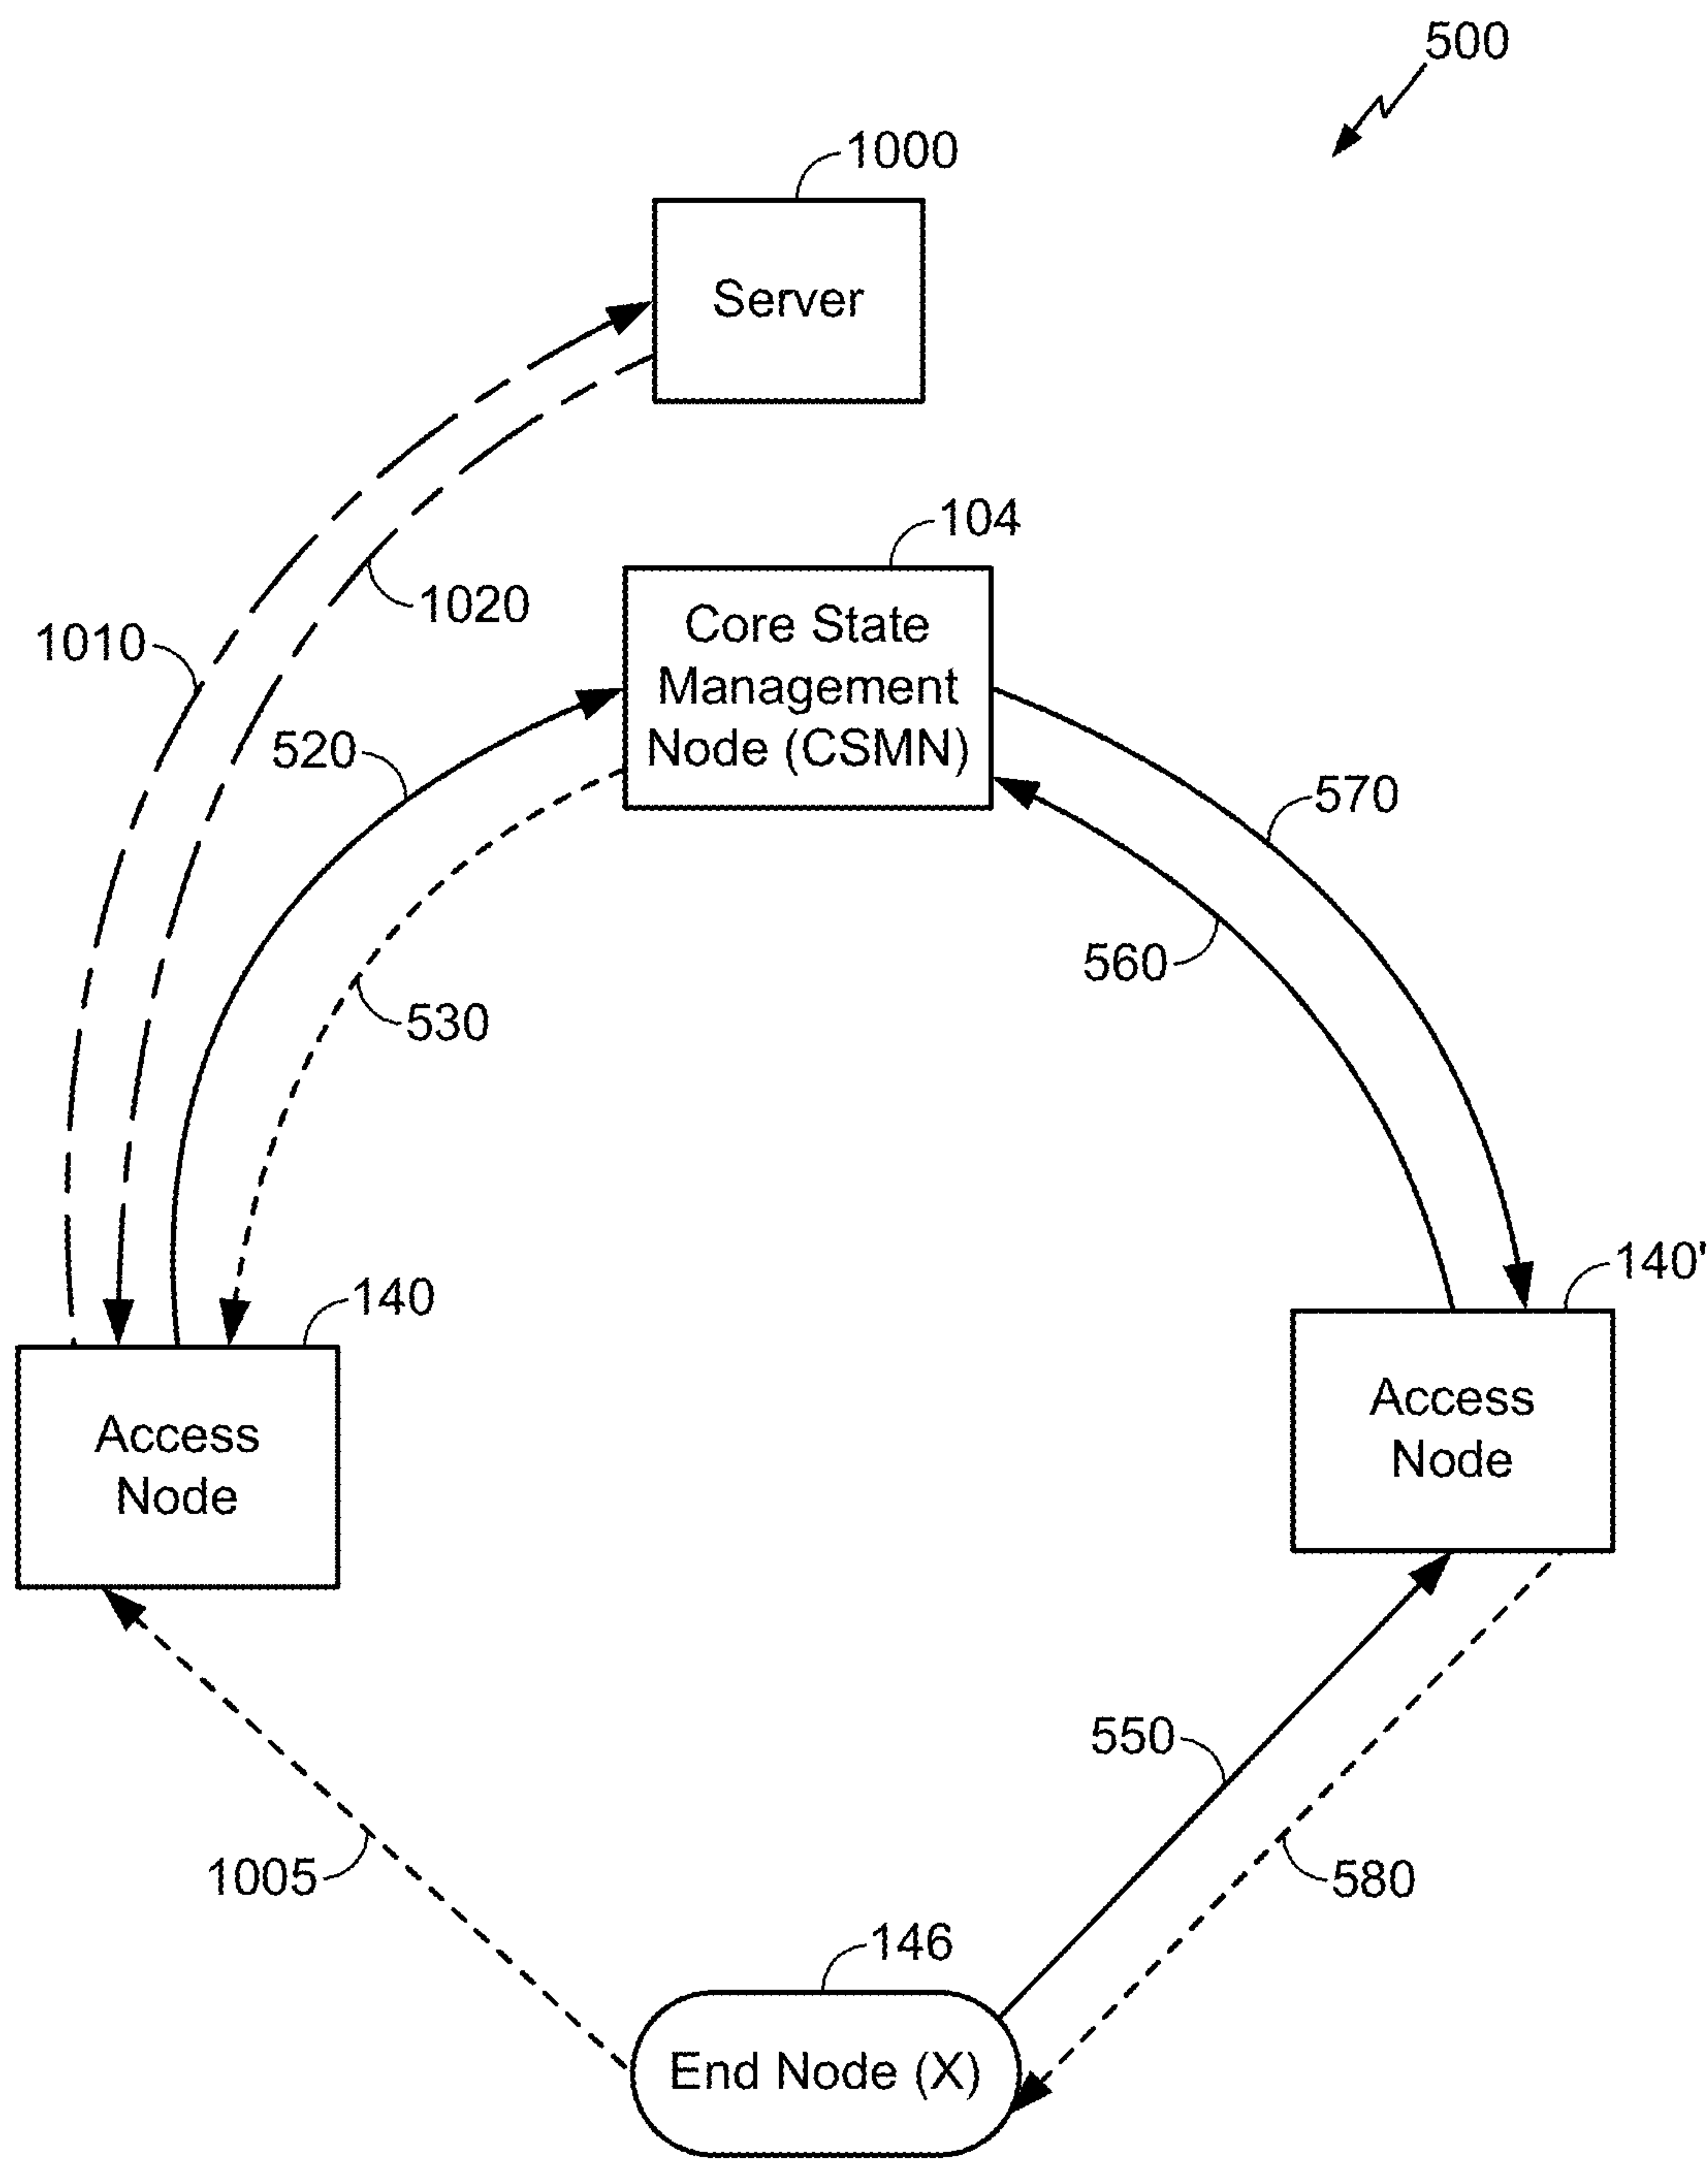 500
1000
Server
104
Core State
Management
Node (CSMN)
1020
1010
520
570
560
530
140'
140
Access
Node
Access
Node
550
1005
580
146
End Node (X)